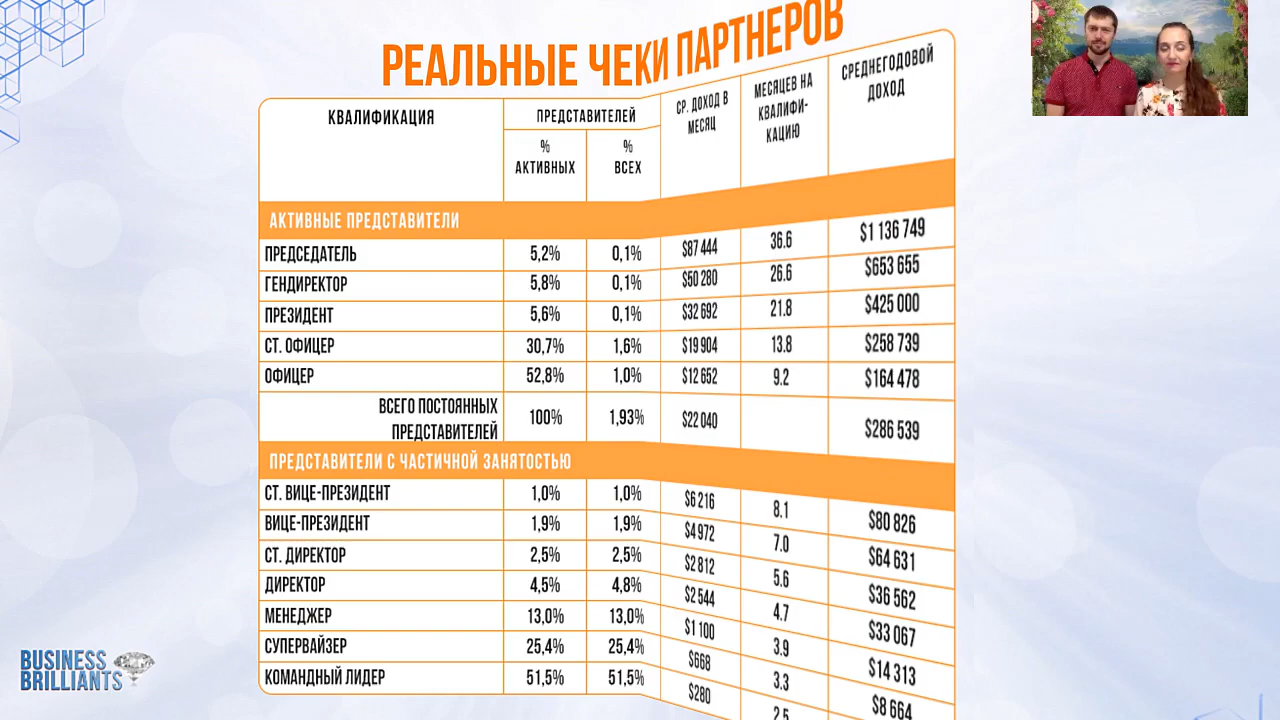 РЕАЛЬНЫЕ ЧЕКИ ПАРТНЕРОВ
КВАЛИФИКАЦИЯ
ПРЕДСТАВИТЕЛЕЙ
%
АКТИВНЫХ
%
ВСЕХ
СР. ДОХОД В
МЕСЯЦ
МЕСЯЦЕВ НА
КВАЛИФИ-
КАЦИЮ
СРЕДНЕГОДОВОЙ
ДОХОД
АКТИВНЫЕ ПРЕДСТАВИТЕЛИ
ПРЕДСЕДАТЕЛЬ 5,2% 0,1% $87 444 36.6 $1 136 749
ГЕНДИРЕКТОР 5,8% 0,1% $50 280 26.6 $653 655
ПРЕЗИДЕНТ 5,6% 0,1% $32 692 21.8 $425 000
СТ. ОФИЦЕР 30,7% 1,6% $19 904 13.8 $258 739
ОФИЦЕР 52,8% 1,0% $12 652 9.2 $164 478
ВСЕГО ПОСТОЯННЫХ
ПРЕДСТАВИТЕЛЕЙ 100% 1,93% $22 040 $286 539
ПРЕДСТАВИТЕЛИ С ЧАСТИЧНОЙ ЗАНЯТОСТЬЮ
СТ. ВИЦЕ-ПРЕЗИДЕНТ 1,0% 1,0% $6 216 8.1 $80 826
ВИЦЕ-ПРЕЗИДЕНТ 1,9% 1,9% $4 972 7.0 $64 631
СТ. ДИРЕКТОР 2,5% 2,5% $2 812 5.6 $36 562
ДИРЕКТОР 4,5% 4,8% $2 544 4.7 $33 067
МЕНЕДЖЕР 13,0% 13,0% $1 100 3.9 $14 313
СУПЕРВАЙЗЕР 25,4% 25,4% $668 3.3 $8 664
КОМАНДНЫЙ ЛИДЕР 51,5% 51,5% $280 2.5
BUSINESS
BRILLIANTS